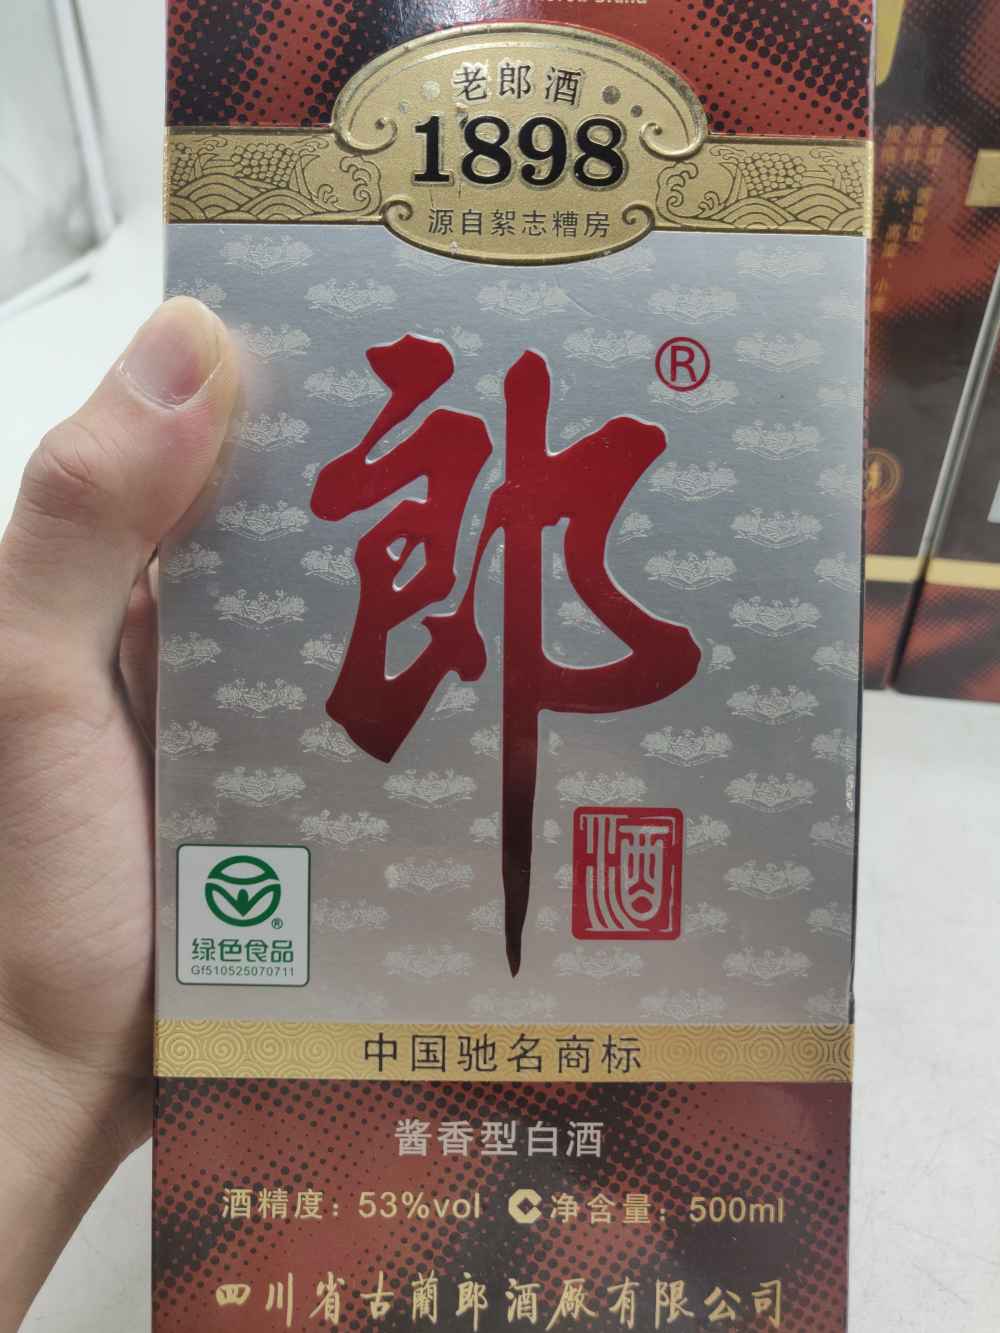 老郎酒
1898
源自絮志糟房
郎®
酒
绿色食品
Gf510525070711
中国驰名商标
酱香型白酒
酒精度：53%vol 净含量：500ml
四川省古蔺郎酒厰有限公司